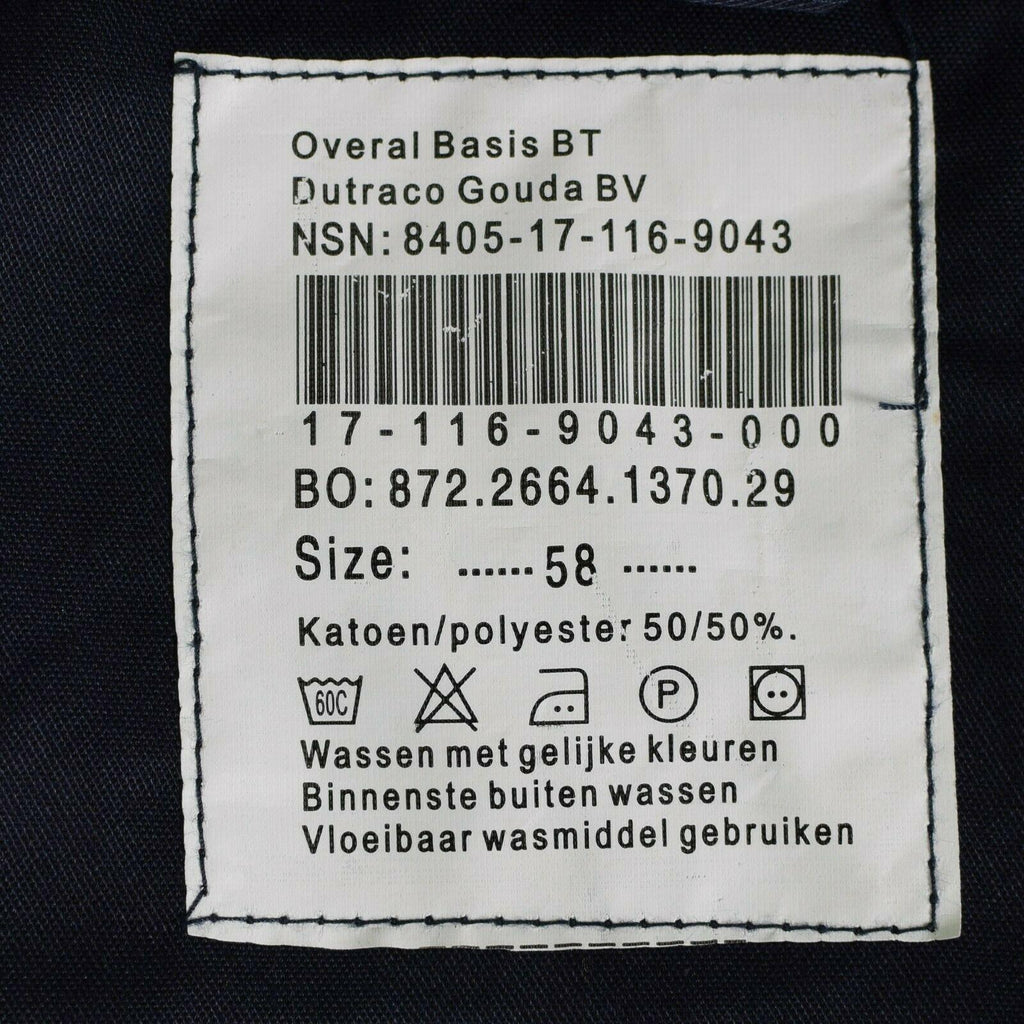 Overal Basis BT
Dutraco Gouda BV
NSN: 8405-17-116-9043
17-116-9043-000
BO: 872.2664.1370.29
Size: ......58......
Katoen/polyester 50/50%.
60C P
Wassen met gelijke kleuren
Binnenste buiten wassen
Vloeibaar wasmiddel gebruiken